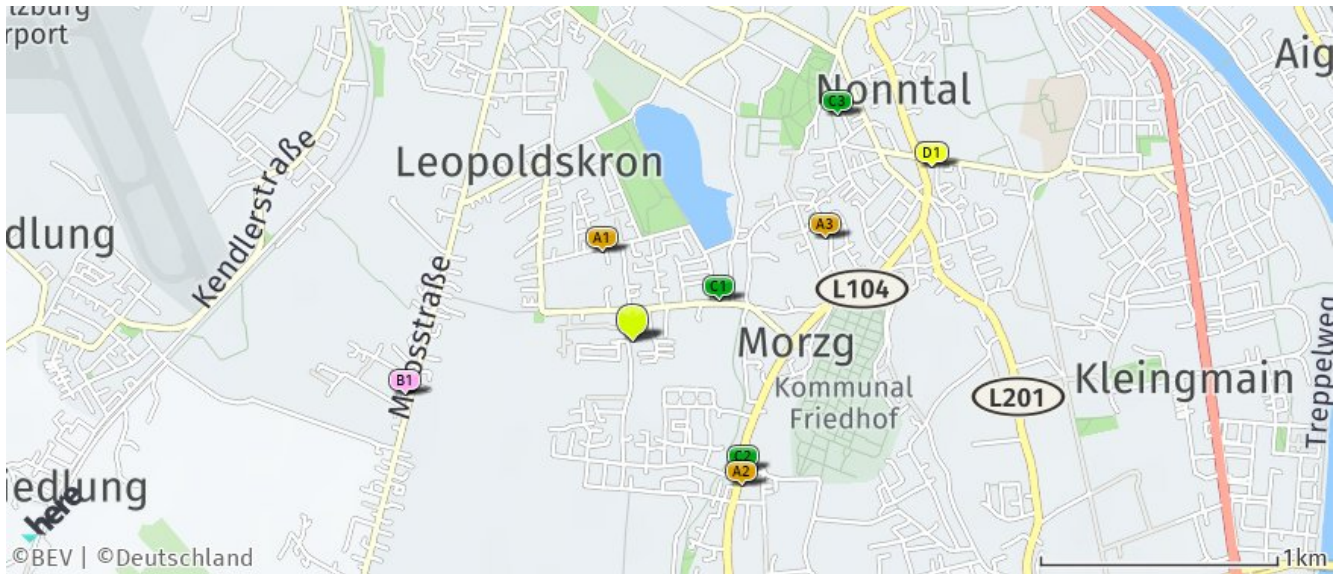 lzburg
rport
Nonntal
Aig
C3
D1
Leopoldskron
Kendlerstraße
dlung
A1
A3
C1
L104
Moosstraße
Morzg
B1
Kommunal
Friedhof
Kleingmain
L201
Treppelweg
C2
A2
iedlung
here
©BEV | ©Deutschland
1km